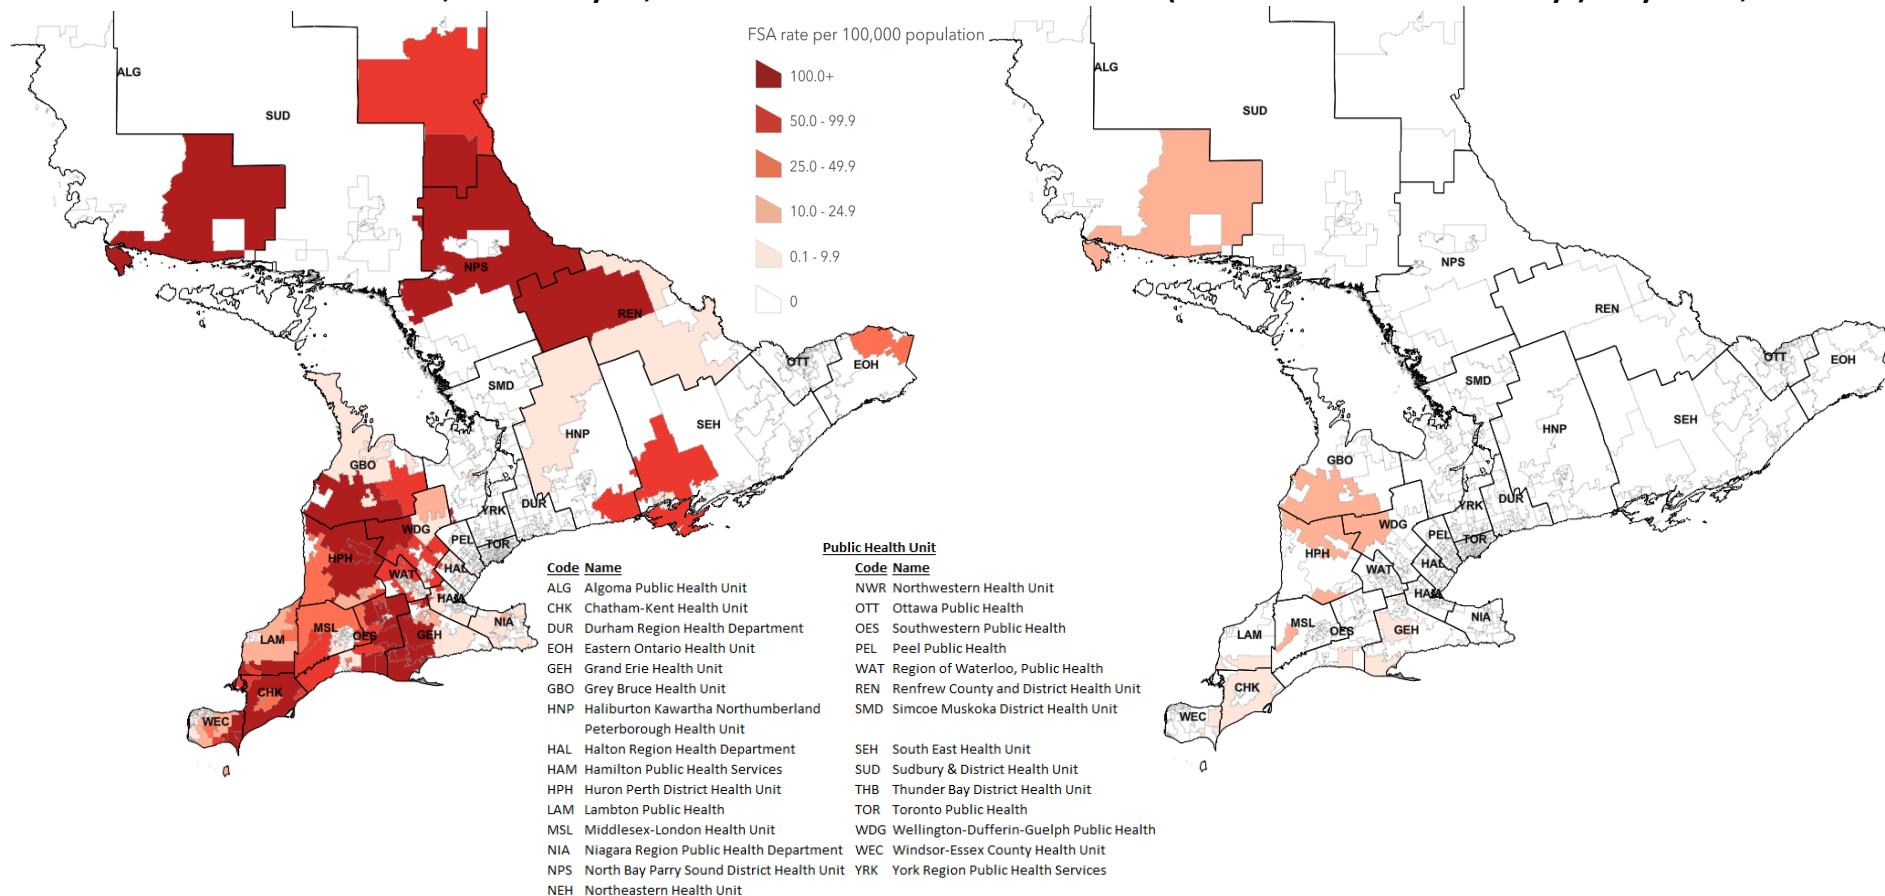 FSA rate per 100,000 population
100.0+
50.0 - 99.9
25.0 - 49.9
10.0 - 24.9
0.1 - 9.9
0
ALG
SUD
NPS
REN
OTT
EOH
SMD
SEH
HNP
GBO
DUR
YRK
WDG
PEL
TOR
HPH
HAL
WAT
HAM
NIA
MSL
OES
GEH
LAM
CHK
WEC
ALG
SUD
NPS
REN
OTT
EOH
SMD
SEH
HNP
GBO
DUR
YRK
WDG
PEL
TOR
HPH
HAL
WAT
HAM
NIA
MSL
OES
GEH
LAM
CHK
WEC
Public Health Unit
Code Name Code Name
ALG Algoma Public Health Unit NWR Northwestern Health Unit
CHK Chatham-Kent Health Unit OTT Ottawa Public Health
DUR Durham Region Health Department OES Southwestern Public Health
EOH Eastern Ontario Health Unit PEL Peel Public Health
GEH Grand Erie Health Unit WAT Region of Waterloo, Public Health
GBO Grey Bruce Health Unit REN Renfrew County and District Health Unit
HNP Haliburton Kawartha Northumberland SMD Simcoe Muskoka District Health Unit
Peterborough Health Unit
HAL Halton Region Health Department SEH South East Health Unit
HAM Hamilton Public Health Services SUD Sudbury & District Health Unit
HPH Huron Perth District Health Unit THB Thunder Bay District Health Unit
LAM Lambton Public Health TOR Toronto Public Health
MSL Middlesex-London Health Unit WDG Wellington-Dufferin-Guelph Public Health
NIA Niagara Region Public Health Department WEC Windsor-Essex County Health Unit
NPS North Bay Parry Sound District Health Unit YRK York Region Public Health Services
NEH Northeastern Health Unit